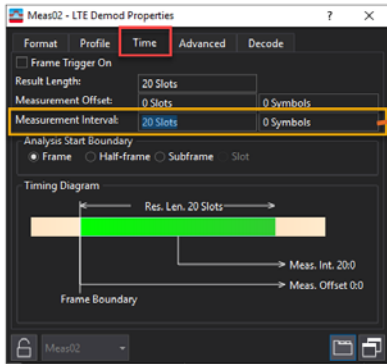 Meas02 - LTE Demod Properties ? X
Format Profile Time Advanced Decode
Frame Trigger On
Result Length: 20 Slots
Measurement Offset: 0 Slots 0 Symbols
Measurement Interval: 20 Slots 0 Symbols
Analysis Start Boundary
Frame Half-frame Subframe Slot
Timing Diagram
Res. Len. 20 Slots
Meas. Int. 20:0
Meas. Offset 0:0
Frame Boundary
Meas02